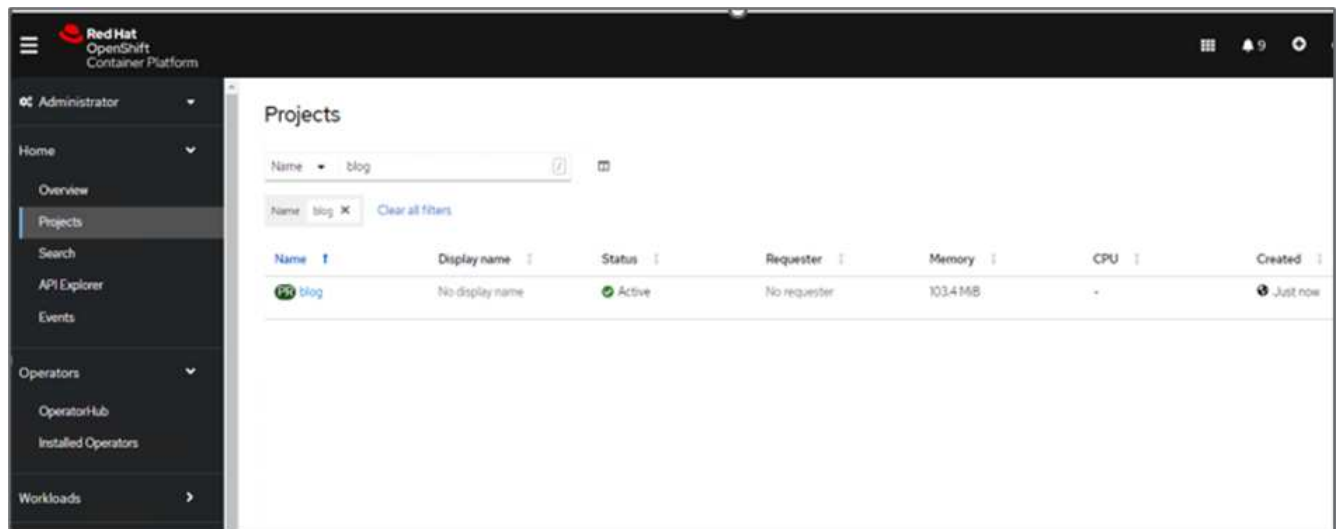 Red Hat
OpenShift
Container Platform
9
Administrator
Home
Overview
Projects
Search
API Explorer
Events
Operators
OperatorHub
Installed Operators
Workloads
Projects
Name blog /
Name blog × Clear all filters
Name Display name Status Requester Memory CPU Created
PR blog No display name Active No requester 103.4 MiB - Just now